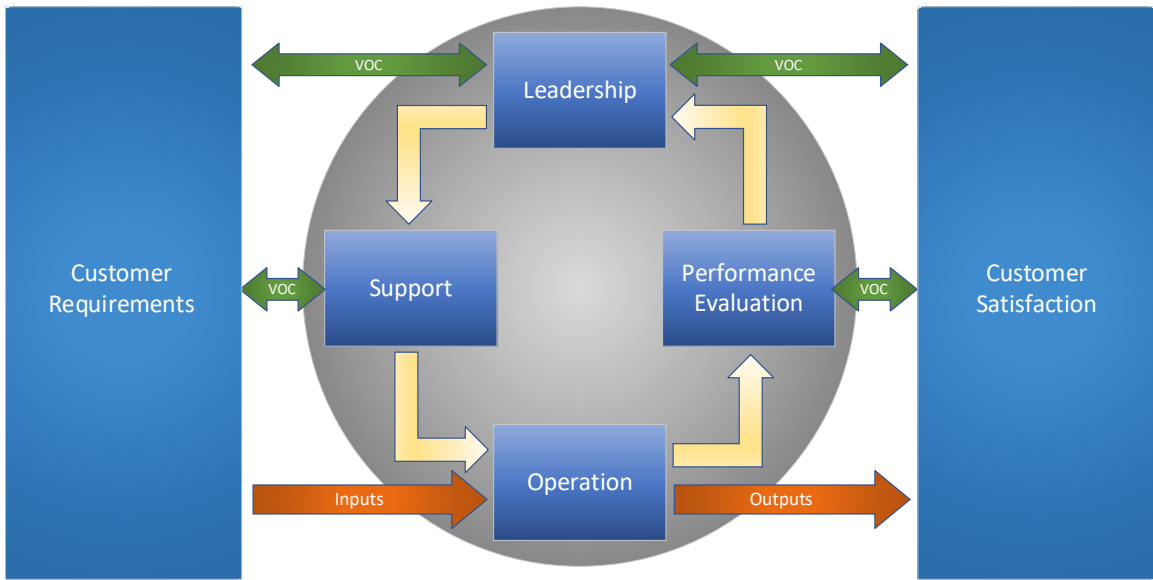 VOC
VOC
Leadership
Customer
Requirements
VOC
Support
Performance
Evaluation
VOC
Customer
Satisfaction
Inputs
Operation
Outputs